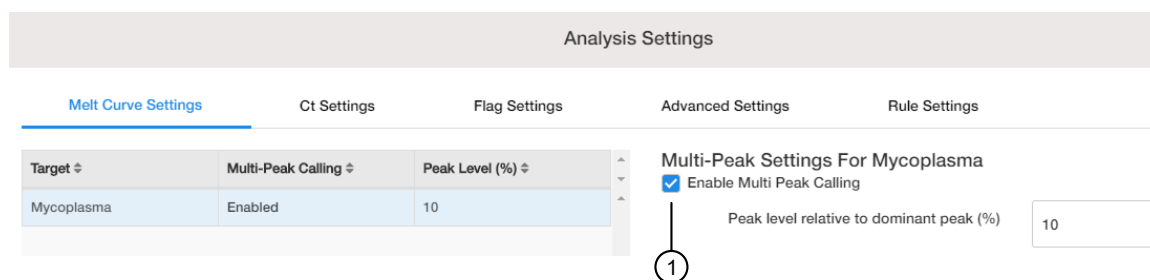 Analysis Settings
Melt Curve Settings Ct Settings Flag Settings Advanced Settings Rule Settings
Target Multi-Peak Calling Peak Level (%)
Mycoplasma Enabled 10
Multi-Peak Settings For Mycoplasma
Enable Multi Peak Calling
Peak level relative to dominant peak (%) 10
1